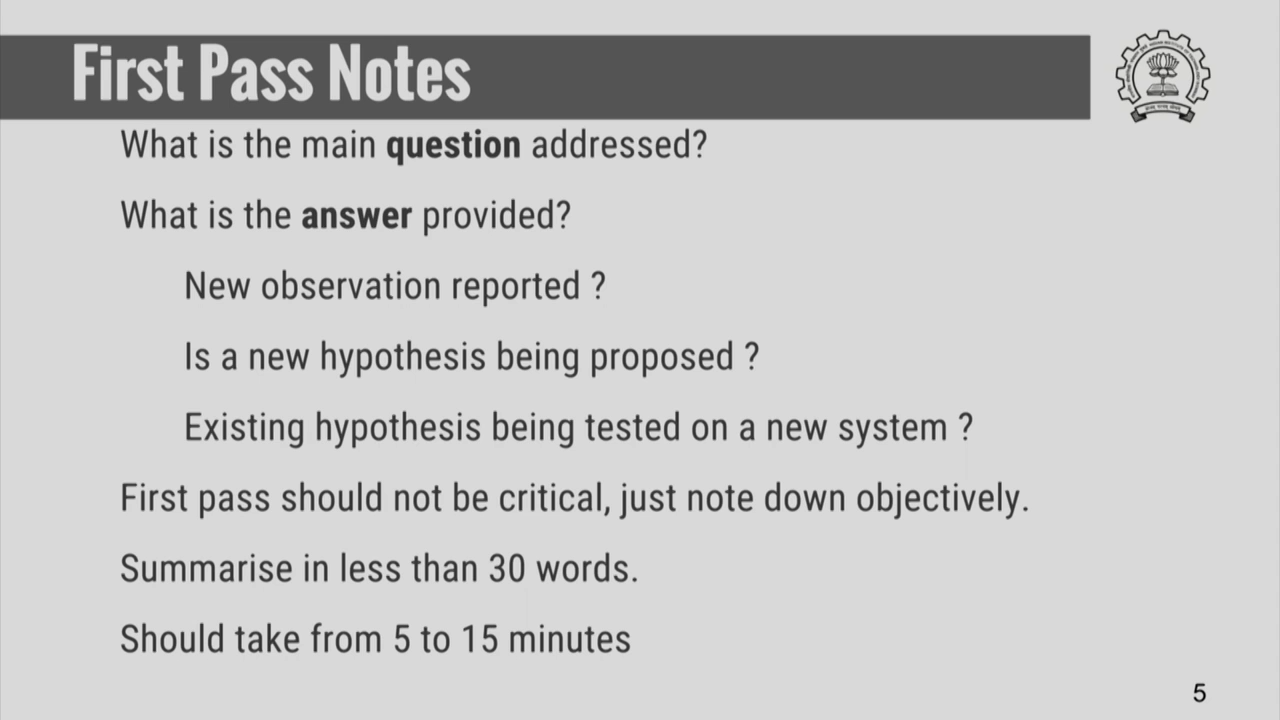 First Pass Notes
What is the main question addressed?
What is the answer provided?
New observation reported ?
Is a new hypothesis being proposed ?
Existing hypothesis being tested on a new system ?
First pass should not be critical, just note down objectively.
Summarise in less than 30 words.
Should take from 5 to 15 minutes
5